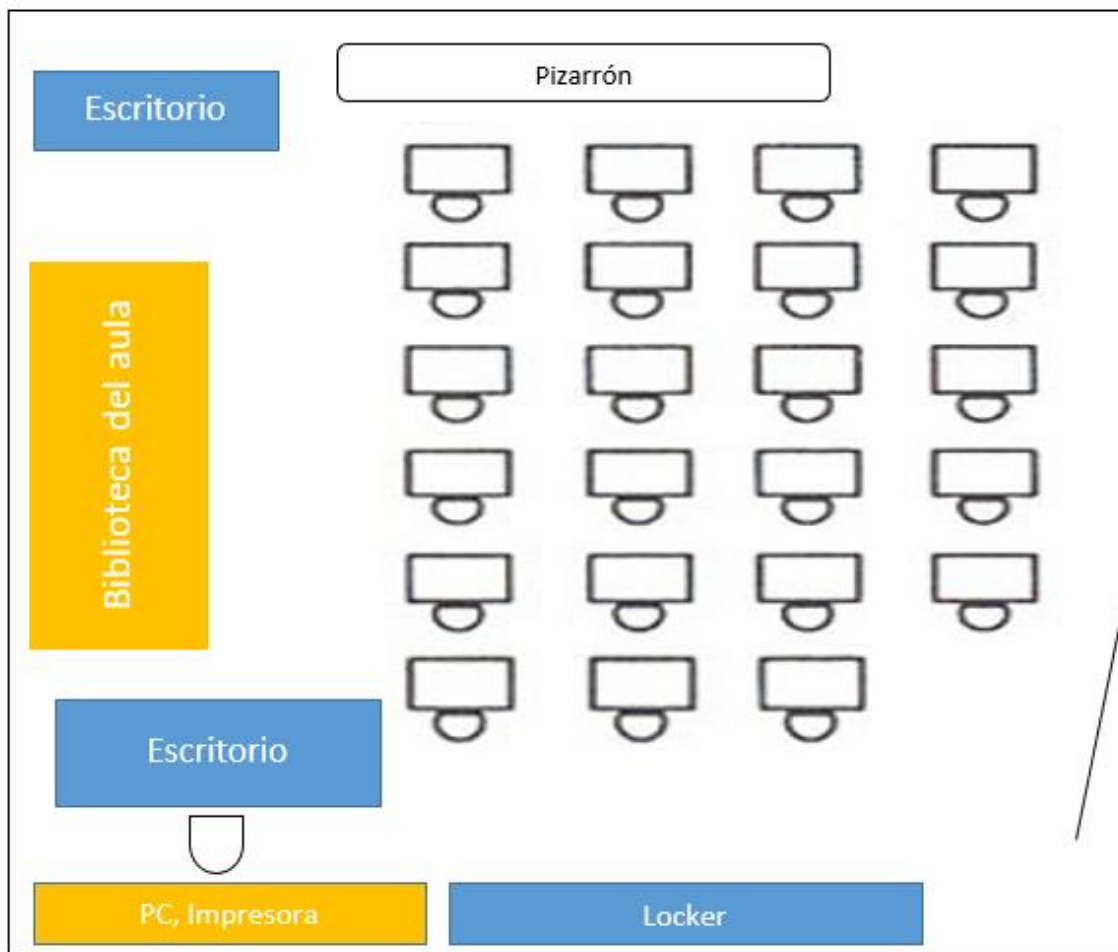 Pizarrón
Escritorio
Biblioteca del aula
Escritorio
PC, Impresora
Locker